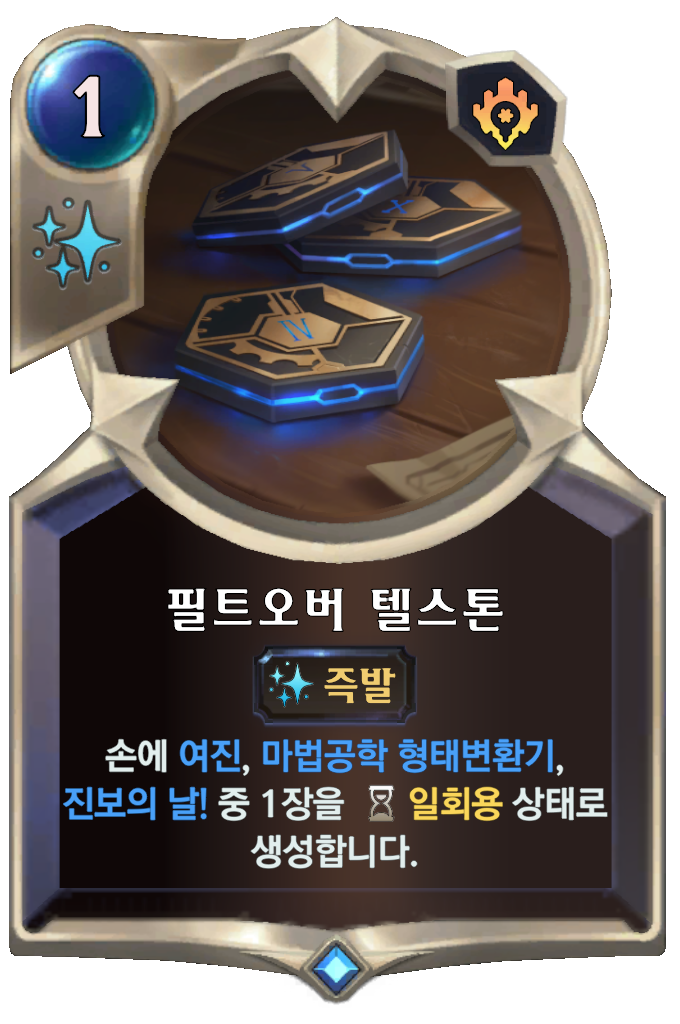 1
V
X
IV
필트오버 텔스톤
즉발
손에 여진, 마법공학 형태변환기,
진보의 날! 중 1장을 일회용 상태로
생성합니다.